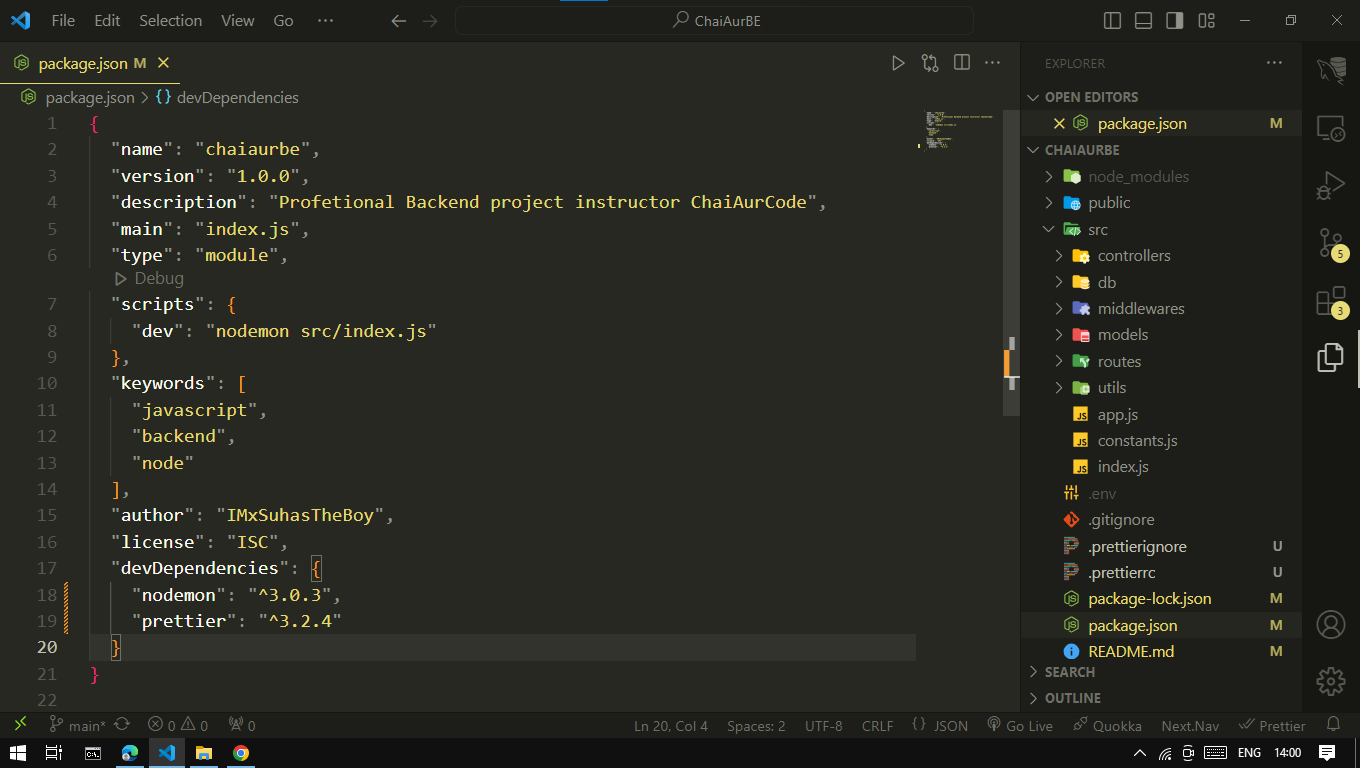 File Edit Selection View Go ··· ChaiAurBE
package.json M
package.json > {} devDependencies
1 {
2 "name": "chaiaurbe",
3 "version": "1.0.0",
4 "description": "Profetional Backend project instructor ChaiAurCode",
5 "main": "index.js",
6 "type": "module",
Debug
7 "scripts": {
8 "dev": "nodemon src/index.js"
9 },
10 "keywords": [
11 "javascript",
12 "backend",
13 "node"
14 ],
15 "author": "IMxSuhasTheBoy",
16 "license": "ISC",
17 "devDependencies": {
18 "nodemon": "^3.0.3",
19 "prettier": "^3.2.4"
20 }
21 }
22
EXPLORER
OPEN EDITORS
package.json M
CHAIAURBE
node_modules
public
src
controllers
db
middlewares
models
routes
utils
JS app.js
JS constants.js
JS index.js
.env
.gitignore
.prettierignore U
.prettierrc U
package-lock.json M
package.json M
README.md M
SEARCH
OUTLINE
5
3
main* 0 0 0 Ln 20, Col 4 Spaces: 2 UTF-8 CRLF {} JSON Go Live Quokka Next.Nav Prettier
ENG 14:00